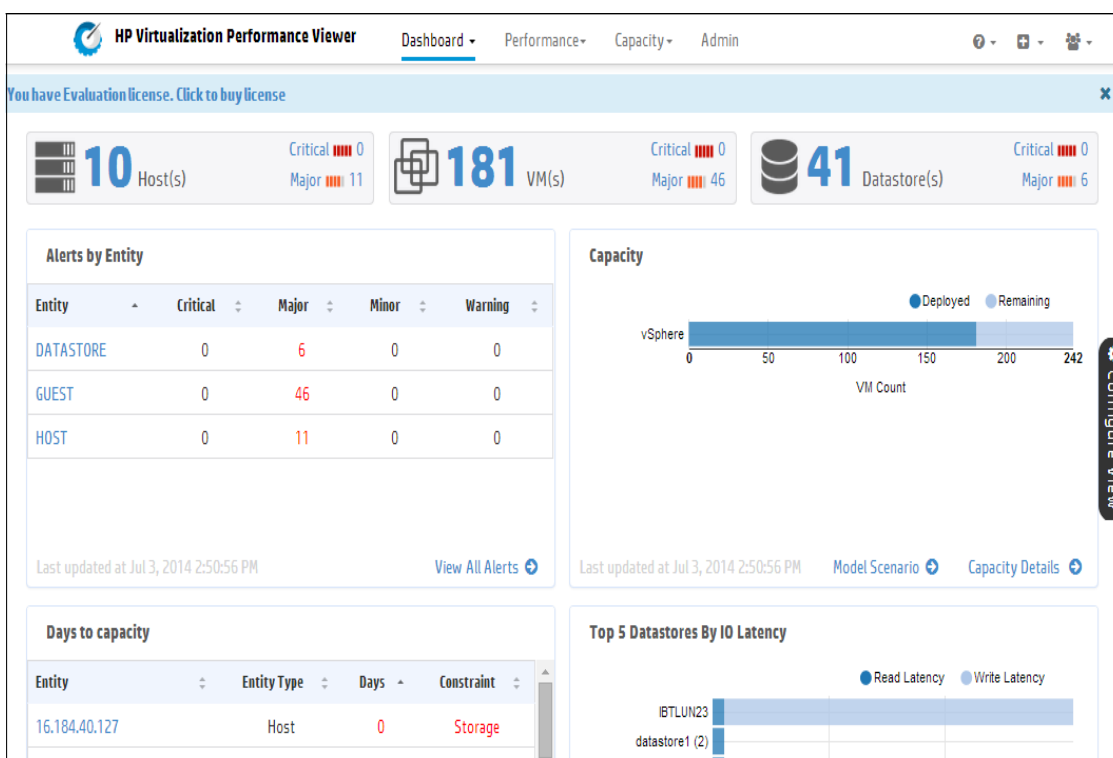 HP Virtualization Performance Viewer Dashboard Performance Capacity Admin
You have Evaluation license. Click to buy license
10 Host(s) Critical 0 Major 11
181 VM(s) Critical 0 Major 46
41 Datastore(s) Critical 0 Major 6
Alerts by Entity
Entity Critical Major Minor Warning
DATASTORE 0 6 0 0
GUEST 0 46 0 0
HOST 0 11 0 0
Last updated at Jul 3, 2014 2:50:56 PM View All Alerts
Capacity
Deployed Remaining
vSphere
0 50 100 150 200 242
VM Count
Last updated at Jul 3, 2014 2:50:56 PM Model Scenario Capacity Details
Configure View
Days to capacity
Entity Entity Type Days Constraint
16.184.40.127 Host 0 Storage
Top 5 Datastores By IO Latency
Read Latency Write Latency
IBTLUN23
datastore1 (2)